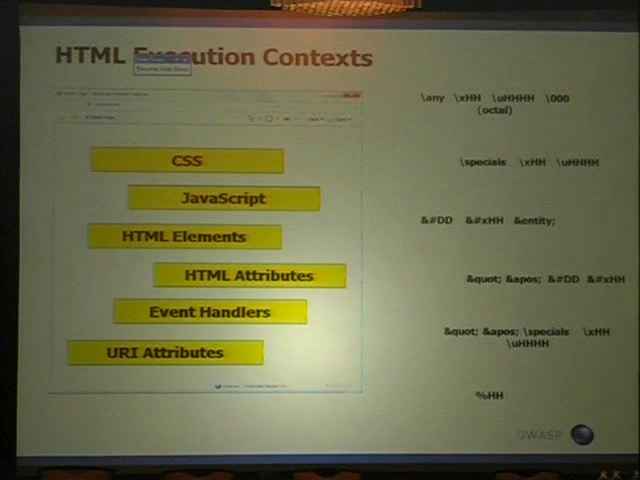 HTML Execution Contexts
\any \xHH \uHHHH \000
(octal)
CSS
\specials \xHH \uHHHH
JavaScript
&#DD &#xHH &entity;
HTML Elements
HTML Attributes
&quot; &apos; &#DD &#xHH
Event Handlers
&quot; &apos; \specials \xHH
\uHHHH
URI Attributes
%HH
OWASP